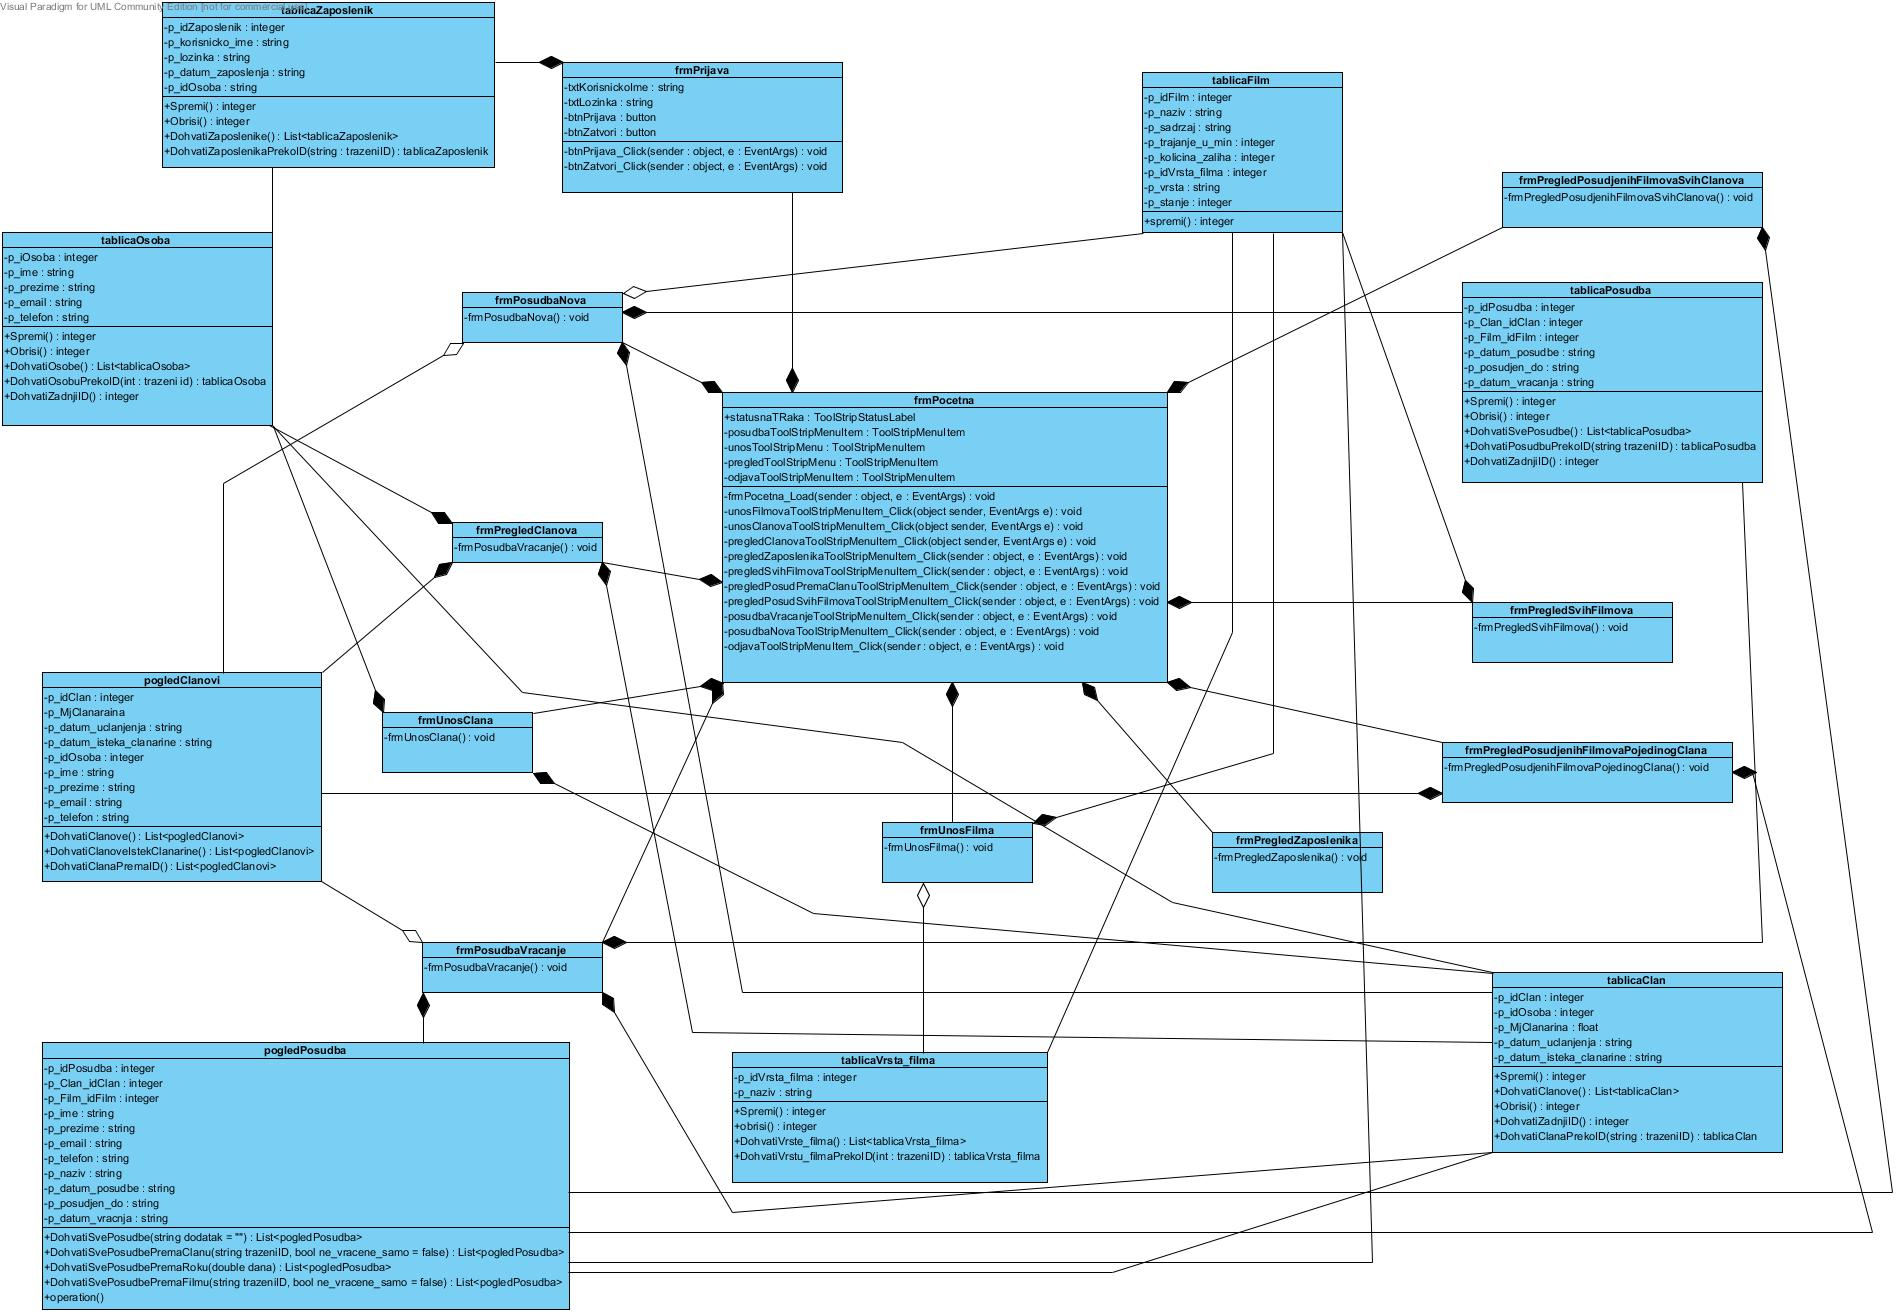 Visual Paradigm for UML Community Edition [not for commercial use]
tablicaZaposlenik
-p_idZaposlenik : integer
-p_korisnicko_ime : string
-p_lozinka : string
-p_datum_zaposlenja : string
-p_idOsoba : string
+Spremi() : integer
+Obrisi() : integer
+DohvatiZaposlenike() : List<tablicaZaposlenik>
+DohvatiZaposlenikaPrekoID(string : trazeniID) : tablicaZaposlenik
frmPrijava
-txtKorisnickoIme : string
-txtLozinka : string
-btnPrijava : button
-btnZatvori : button
-btnPrijava_Click(sender : object, e : EventArgs) : void
-btnZatvori_Click(sender : object, e : EventArgs) : void
tablicaFilm
-p_idFilm : integer
-p_naziv : string
-p_sadrzaj : string
-p_trajanje_u_min : integer
-p_kolicina_zaliha : integer
-p_idVrsta_filma : integer
-p_vrsta : string
-p_stanje : integer
+spremi() : integer
frmPregledPosudjenihFilmovaSvihClanova
-frmPregledPosudjenihFilmovaSvihClanova() : void
tablicaOsoba
-p_iOsoba : integer
-p_ime : string
-p_prezime : string
-p_email : string
-p_telefon : string
+Spremi() : integer
+Obrisi() : integer
+DohvatiOsobe() : List<tablicaOsoba>
+DohvatiOsobuPrekoID(int : trazeni id) : tablicaOsoba
+DohvatiZadnjiID() : integer
frmPosudbaNova
-frmPosudbaNova() : void
tablicaPosudba
-p_idPosudba : integer
-p_Clan_idClan : integer
-p_Film_idFilm : integer
-p_datum_posudbe : string
-p_posudjen_do : string
-p_datum_vracanja : string
+Spremi() : integer
+Obrisi() : integer
+DohvatiSvePosudbe() : List<tablicaPosudba>
+DohvatiPosudbuPrekoID(string trazeniID) : tablicaPosudba
+DohvatiZadnjiID() : integer
frmPocetna
+statusnaTRaka : ToolStripStatusLabel
-posudbaToolStripMenuItem : ToolStripMenuItem
-unosToolStripMenu : ToolStripMenuItem
-pregledToolStripMenu : ToolStripMenuItem
-odjavaToolStripMenuItem : ToolStripMenuItem
-frmPocetna_Load(sender : object, e : EventArgs) : void
-unosFilmovaToolStripMenuItem_Click(object sender, EventArgs e) : void
-unosClanovaToolStripMenuItem_Click(object sender, EventArgs e) : void
-pregledClanovaToolStripMenuItem_Click(object sender, EventArgs e) : void
-pregledZaposlenikaToolStripMenuItem_Click(sender : object, e : EventArgs) : void
-pregledSvihFilmovaToolStripMenuItem_Click(sender : object, e : EventArgs) : void
-pregledPosudPremaClanuToolStripMenuItem_Click(sender : object, e : EventArgs) : void
-pregledPosudSvihFilmovaToolStripMenuItem_Click(sender : object, e : EventArgs) : void
-posudbaVracanjeToolStripMenuItem_Click(sender : object, e : EventArgs) : void
-posudbaNovaToolStripMenuItem_Click(sender : object, e : EventArgs) : void
-odjavaToolStripMenuItem_Click(sender : object, e : EventArgs) : void
frmPregledClanova
-frmPosudbaVracanje() : void
frmPregledSvihFilmova
-frmPregledSvihFilmova() : void
pogledClanovi
-p_idClan : integer
-p_MjClanaraina
-p_datum_uclanjenja : string
-p_datum_isteka_clanarine : string
-p_idOsoba : integer
-p_ime : string
-p_prezime : string
-p_email : string
-p_telefon : string
+DohvatiClanove() : List<pogledClanovi>
+DohvatiClanoveIstekClanarine() : List<pogledClanovi>
+DohvatiClanaPremaID() : List<pogledClanovi>
frmUnosClana
-frmUnosClana() : void
frmPregledPosudjenihFilmovaPojedinogClana
-frmPregledPosudjenihFilmovaPojedinogClana() : void
frmUnosFilma
-frmUnosFilma() : void
frmPregledZaposlenika
-frmPregledZaposlenika() : void
frmPosudbaVracanje
-frmPosudbaVracanje() : void
tablicaClan
-p_idClan : integer
-p_idOsoba : integer
-p_MjClanarina : float
-p_datum_uclanjenja : string
-p_datum_isteka_clanarine : string
+Spremi() : integer
+DohvatiClanove() : List<tablicaClan>
+Obrisi() : integer
+DohvatiZadnjiID() : integer
+DohvatiClanaPrekoID(string : trazeniID) : tablicaClan
pogledPosudba
-p_idPosudba : integer
-p_Clan_idClan : integer
-p_Film_idFilm : integer
-p_ime : string
-p_prezime : string
-p_email : string
-p_telefon : string
-p_naziv : string
-p_datum_posudbe : string
-p_posudjen_do : string
-p_datum_vracnja : string
+DohvatiSvePosudbe(string dodatak = "") : List<pogledPosudba>
+DohvatiSvePosudbePremaClanu(string trazeniID, bool ne_vracene_samo = false) : List<pogledPosudba>
+DohvatiSvePosudbePremaRoku(double dana) : List<pogledPosudba>
+DohvatiSvePosudbePremaFilmu(string trazeniID, bool ne_vracene_samo = false) : List<pogledPosudba>
+operation()
tablicaVrsta_filma
-p_idVrsta_filma : integer
-p_naziv : string
+Spremi() : integer
+obrisi() : integer
+DohvatiVrste_filma() : List<tablicaVrsta_filma>
+DohvatiVrstu_filmaPrekoID(int : trazeniID) : tablicaVrsta_filma